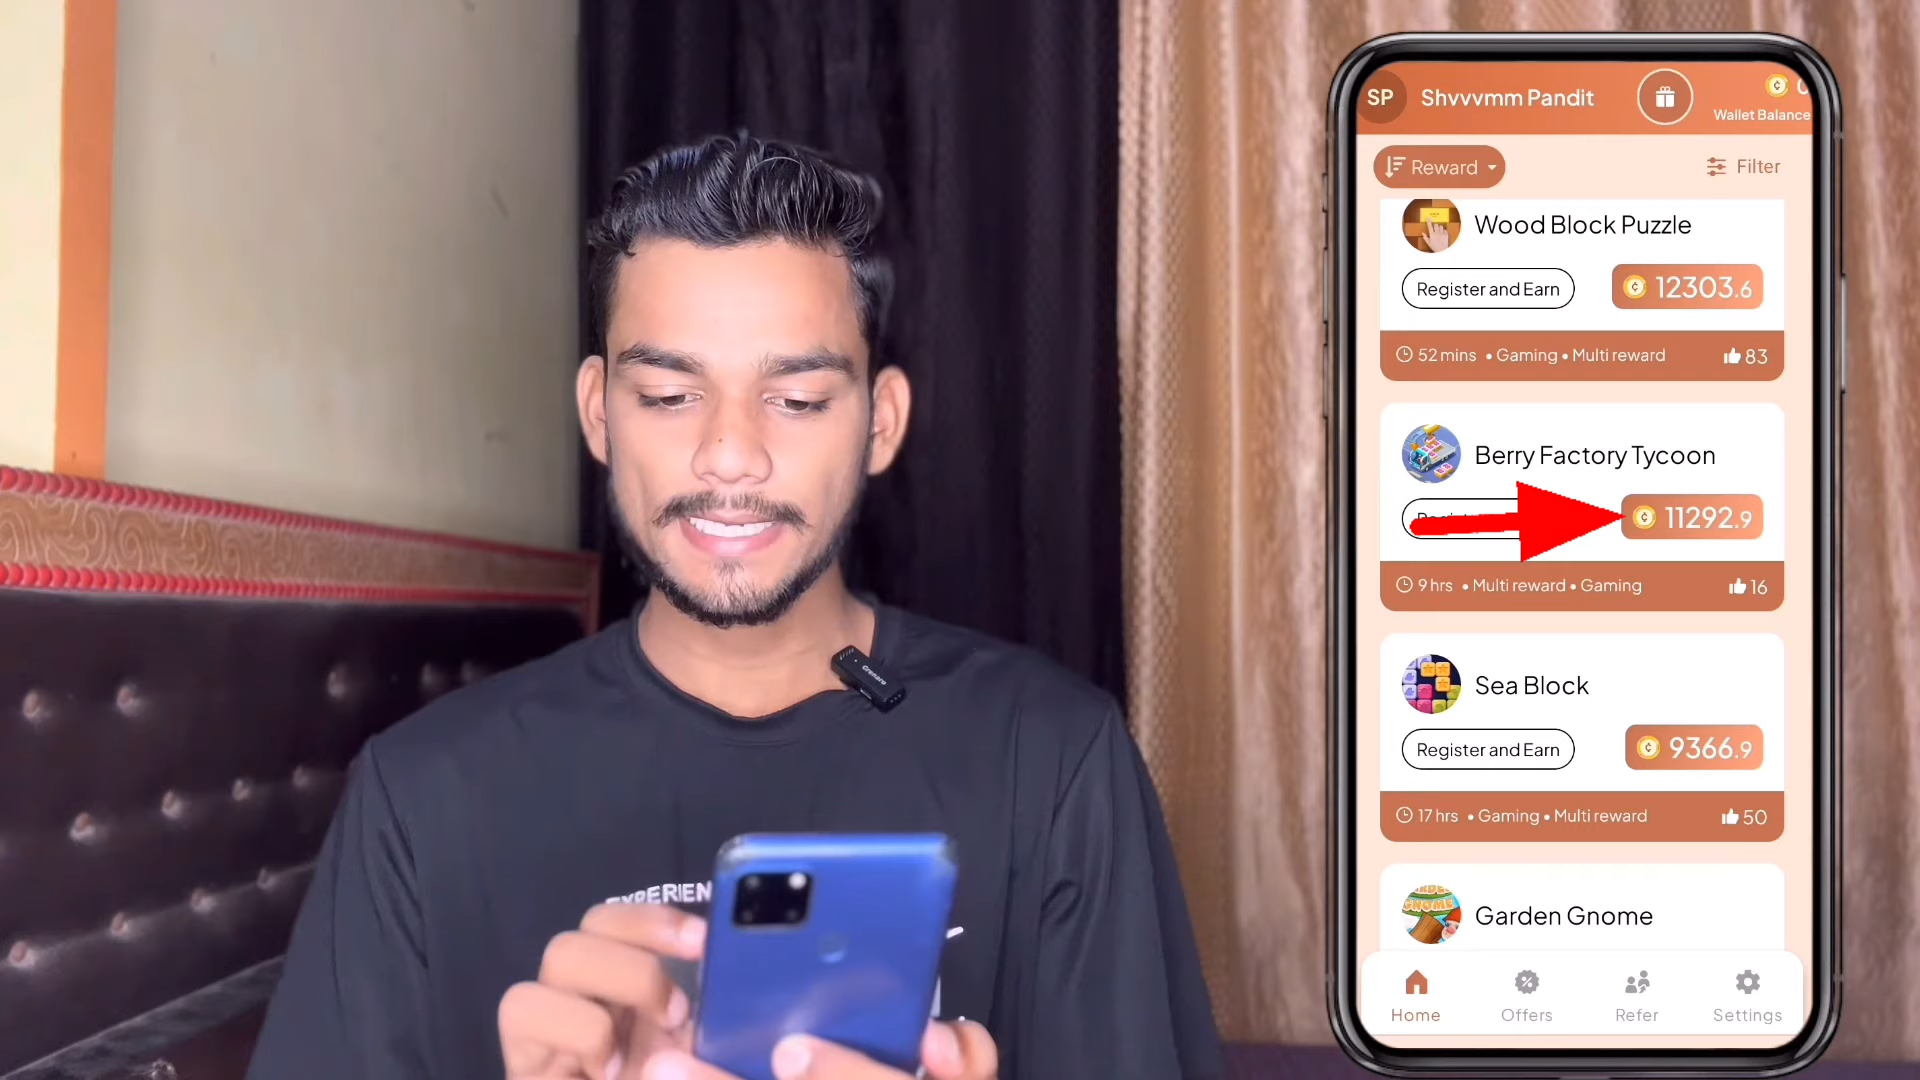 SP
Shvvvmm Pandit
Wallet Balance
Reward
Filter
Wood Block Puzzle
Register and Earn
12303.6
52 mins • Gaming • Multi reward
83
Berry Factory Tycoon
11292.9
9 hrs • Multi reward • Gaming
16
Sea Block
Register and Earn
9366.9
17 hrs • Gaming • Multi reward
50
GNOME
Garden Gnome
Home
Offers
Refer
Settings